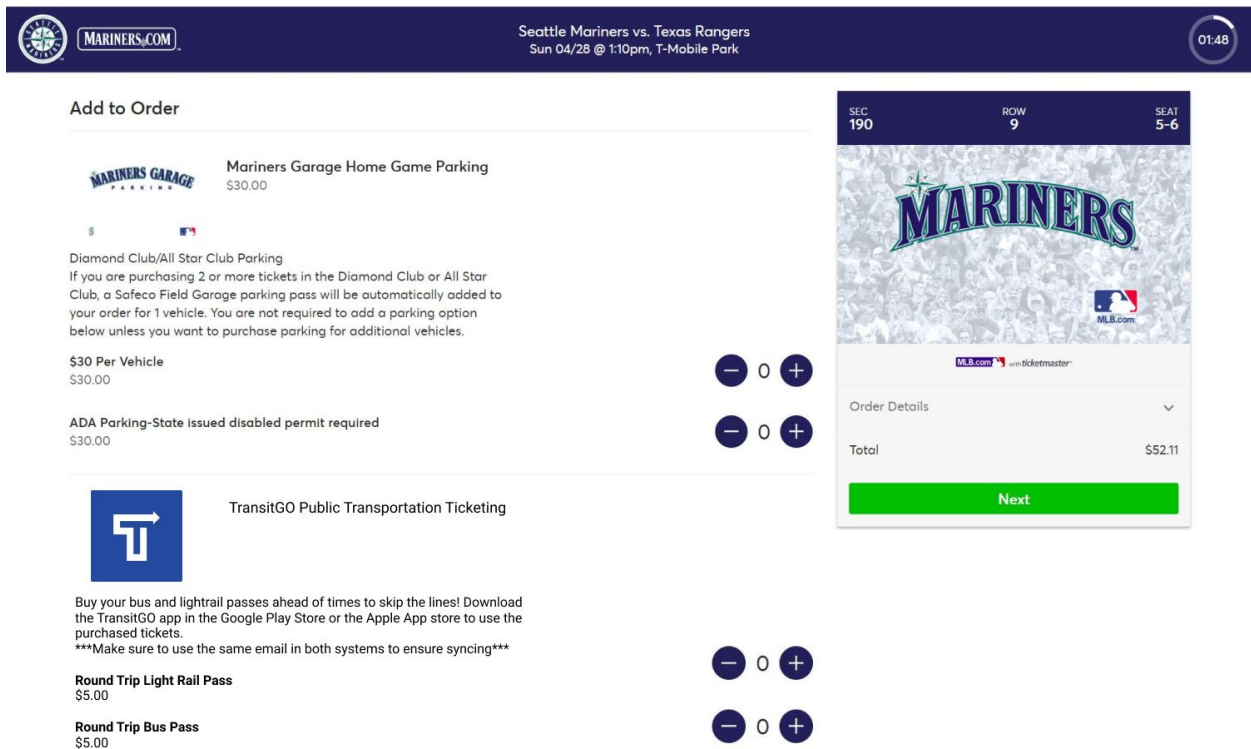 MARINERS.COM
Seattle Mariners vs. Texas Rangers
Sun 04/28 @ 1:10pm, T-Mobile Park
01:48
Add to Order
MARINERS GARAGE
PARKING
Mariners Garage Home Game Parking
$30.00
Diamond Club/All Star Club Parking
If you are purchasing 2 or more tickets in the Diamond Club or All Star
Club, a Safeco Field Garage parking pass will be automatically added to
your order for 1 vehicle. You are not required to add a parking option
below unless you want to purchase parking for additional vehicles.
$30 Per Vehicle
$30.00
0
ADA Parking-State issued disabled permit required
$30.00
0
TransitGO Public Transportation Ticketing
Buy your bus and lightrail passes ahead of times to skip the lines! Download
the TransitGO app in the Google Play Store or the Apple App store to use the
purchased tickets.
***Make sure to use the same email in both systems to ensure syncing***
Round Trip Light Rail Pass
$5.00
0
Round Trip Bus Pass
$5.00
0
SEC ROW SEAT
190 9 5-6
MARINERS
MLB.com
MLB.com with ticketmaster
Order Details
Total $52.11
Next